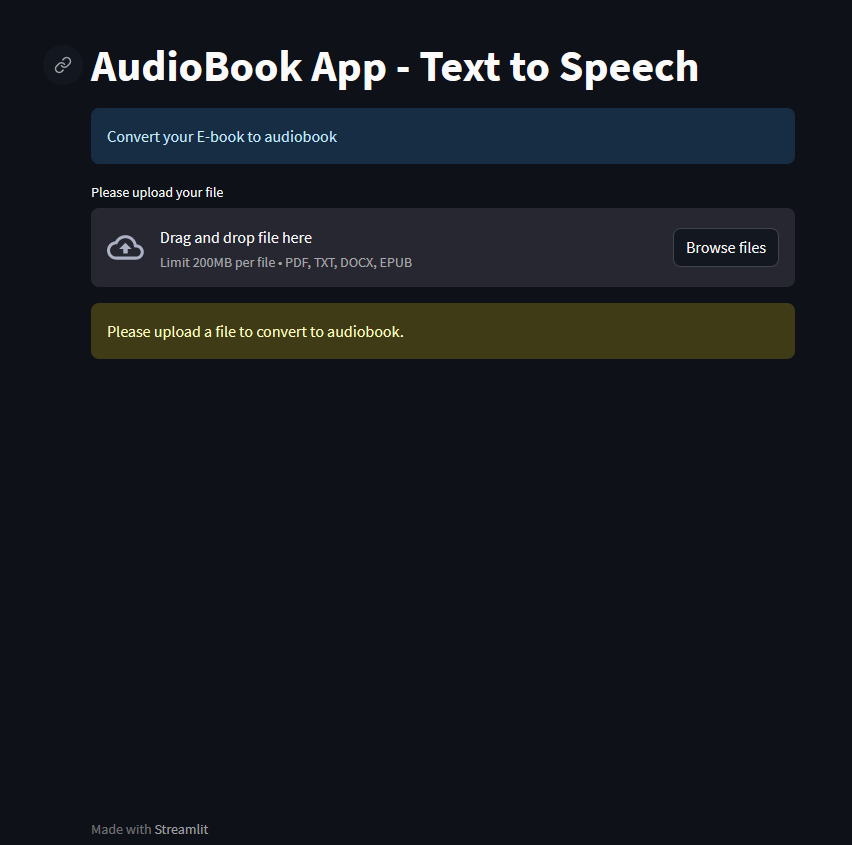 AudioBook App - Text to Speech
Convert your E-book to audiobook
Please upload your file
Drag and drop file here
Limit 200MB per file • PDF, TXT, DOCX, EPUB
Browse files
Please upload a file to convert to audiobook.
Made with Streamlit